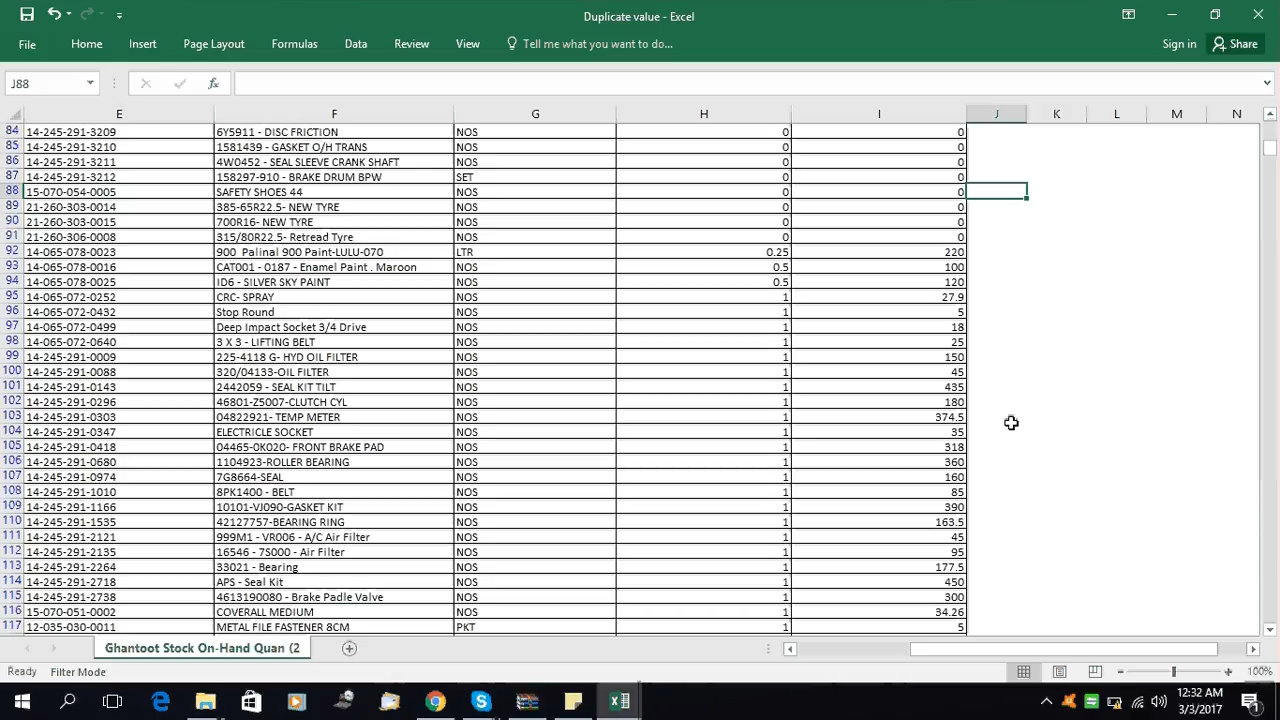 Duplicate value - Excel
File Home Insert Page Layout Formulas Data Review View Tell me what you want to do... Sign in Share
J88 fx
E F G H I J K L M N
84 14-245-291-3209 6Y5911 - DISC FRICTION NOS 0 0
85 14-245-291-3210 1581439 - GASKET O/H TRANS NOS 0 0
86 14-245-291-3211 4W0452 - SEAL SLEEVE CRANK SHAFT NOS 0 0
87 14-245-291-3212 158297-910 - BRAKE DRUM BPW SET 0 0
88 15-070-054-0005 SAFETY SHOES 44 NOS 0 0
89 21-260-303-0014 385-65R22.5- NEW TYRE NOS 0 0
90 21-260-303-0015 700R16- NEW TYRE NOS 0 0
91 21-260-306-0008 315/80R22.5- Retread Tyre NOS 0 0
92 14-065-078-0023 900 Palinal 900 Paint-LULU-070 LTR 0.25 220
93 14-065-078-0016 CAT001 - 0187 - Enamel Paint . Maroon NOS 0.5 100
94 14-065-078-0025 ID6 - SILVER SKY PAINT NOS 0.5 120
95 14-065-072-0252 CRC- SPRAY NOS 1 27.9
96 14-065-072-0432 Stop Round NOS 1 5
97 14-065-072-0499 Deep Impact Socket 3/4 Drive NOS 1 18
98 14-065-072-0640 3 X 3 - LIFTING BELT NOS 1 25
99 14-245-291-0009 225-4118 G- HYD OIL FILTER NOS 1 150
100 14-245-291-0088 320/04133-OIL FILTER NOS 1 45
101 14-245-291-0143 2442059 - SEAL KIT TILT NOS 1 435
102 14-245-291-0296 46801-Z5007-CLUTCH CYL NOS 1 180
103 14-245-291-0303 04822921- TEMP METER NOS 1 374.5
104 14-245-291-0347 ELECTRICLE SOCKET NOS 1 35
105 14-245-291-0418 04465-0K020- FRONT BRAKE PAD NOS 1 318
106 14-245-291-0680 1104923-ROLLER BEARING NOS 1 360
107 14-245-291-0974 7G8664-SEAL NOS 1 160
108 14-245-291-1010 8PK1400 - BELT NOS 1 85
109 14-245-291-1166 10101-VJ090-GASKET KIT NOS 1 390
110 14-245-291-1535 42127757-BEARING RING NOS 1 163.5
111 14-245-291-2121 999M1 - VR006 - A/C Air Filter NOS 1 45
112 14-245-291-2135 16546 - 7S000 - Air Filter NOS 1 95
113 14-245-291-2264 33021 - Bearing NOS 1 177.5
114 14-245-291-2718 APS - Seal Kit NOS 1 450
115 14-245-291-2738 4613190080 - Brake Padle Valve NOS 1 300
116 15-070-051-0002 COVERALL MEDIUM NOS 1 34.26
117 12-035-030-0011 METAL FILE FASTENER 8CM PKT 1 5
Ghantoot Stock On-Hand Quan (2
Ready Filter Mode 100%
12:32 AM
3/3/2017